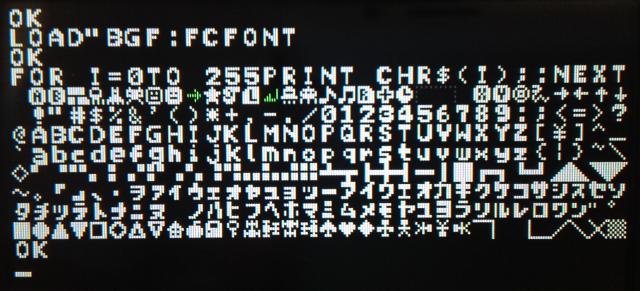 OK
LOAD"BGF:FCFONT
OK
FOR I=0TO 255PRINT CHR$(I);:NEXT
!"#$%&'()*+,-./0123456789:;<=>?
@ABCDEFGHIJKLMNOPQRSTUVWXYZ[¥]^_
`abcdefghijklmnopqrstuvwxyz{|}~
。「」、・ヲァィゥェォャュョッーアイウエオカキクケコサシスセソ
タチツテトナニヌノハヒフヘホマミムメモヤユヨラリルレロワン゛゜
OK